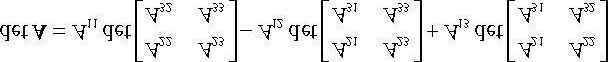 det A = A₁₁ det [A₂₂ A₂₃; A₃₂ A₃₃] − A₁₂ det [A₂₁ A₂₃; A₃₁ A₃₃] + A₁₃ det [A₂₁ A₂₂; A₃₁ A₃₂]